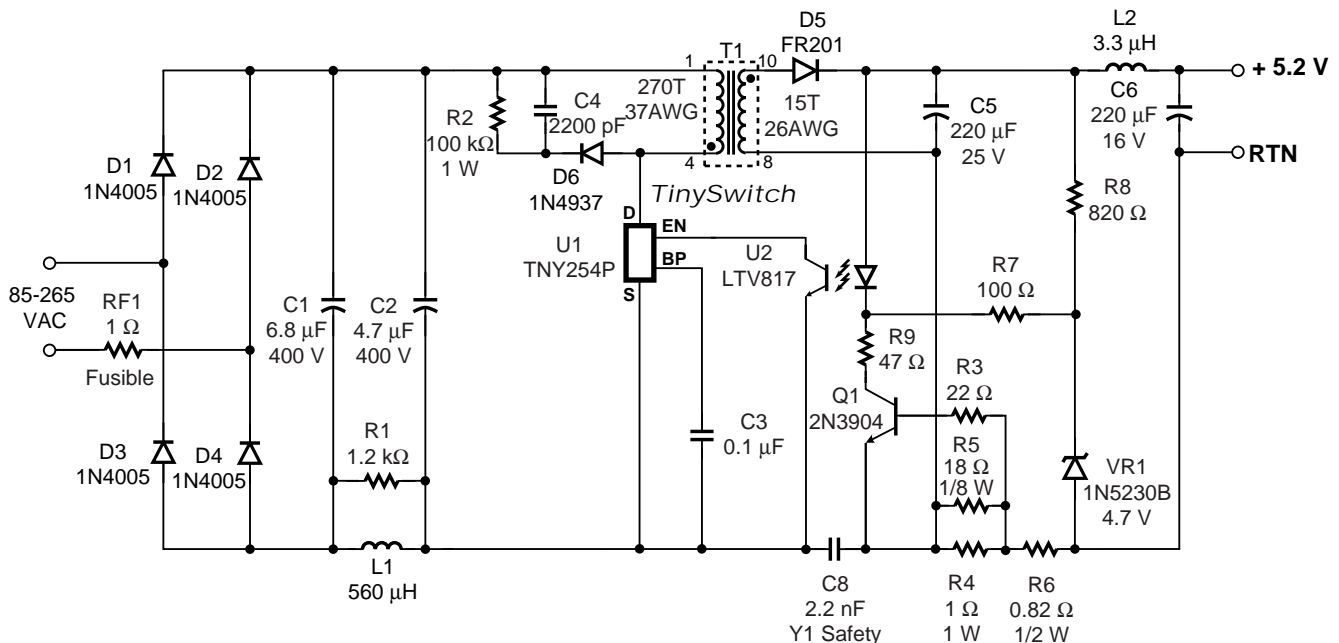 D5
FR201
L2
3.3 µH
T1
1
10
+ 5.2 V
270T
37AWG
15T
26AWG
C4
2200 pF
R2
100 kΩ
1 W
C5
220 µF
25 V
C6
220 µF
16 V
RTN
4
8
D1
1N4005
D2
1N4005
D6
1N4937
TinySwitch
R8
820 Ω
D
EN
BP
S
U1
TNY254P
U2
LTV817
R7
100 Ω
85-265
VAC
RF1
1 Ω
Fusible
C1
6.8 µF
400 V
C2
4.7 µF
400 V
R9
47 Ω
R3
22 Ω
Q1
2N3904
D3
1N4005
D4
1N4005
R1
1.2 kΩ
C3
0.1 µF
R5
18 Ω
1/8 W
VR1
1N5230B
4.7 V
L1
560 µH
C8
2.2 nF
Y1 Safety
R4
1 Ω
1 W
R6
0.82 Ω
1/2 W